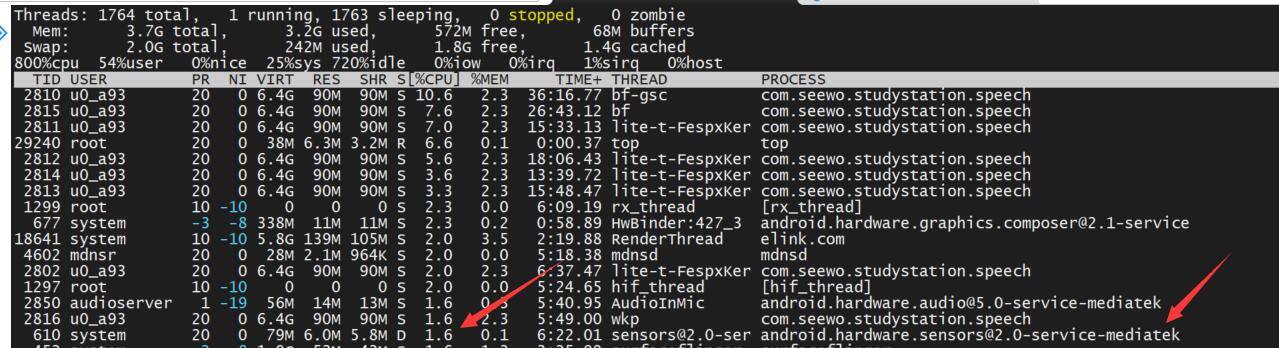 Threads: 1764 total,   1 running, 1763 sleeping,   0 stopped,   0 zombie
Mem:      3.7G total,      3.2G used,      572M free,       68M buffers
Swap:      2.0G total,      242M used,      1.8G free,      1.4G cached
800%cpu  54%user   0%nice  25%sys 720%idle   0%iow   0%irq   1%sirq   0%host
TID USER         PR  NI VIRT  RES  SHR S[%CPU] %MEM     TIME+ THREAD          PROCESS
2810 u0_a93       20   0 6.4G  90M  90M S 10.6   2.3  36:16.77 bf-gsc          com.seewo.studystation.speech
2815 u0_a93       20   0 6.4G  90M  90M S  7.6   2.3  26:43.12 bf              com.seewo.studystation.speech
2811 u0_a93       20   0 6.4G  90M  90M S  7.0   2.3  15:33.13 lite-t-FespxKer com.seewo.studystation.speech
29240 root         20   0  38M 6.3M 3.2M R  6.6   0.1   0:00.37 top             top
2812 u0_a93       20   0 6.4G  90M  90M S  5.6   2.3  18:06.43 lite-t-FespxKer com.seewo.studystation.speech
2814 u0_a93       20   0 6.4G  90M  90M S  3.6   2.3  13:39.72 lite-t-FespxKer com.seewo.studystation.speech
2813 u0_a93       20   0 6.4G  90M  90M S  3.3   2.3  15:48.47 lite-t-FespxKer com.seewo.studystation.speech
1299 root         10 -10    0    0    0 S  2.3   0.0   6:09.19 rx_thread       [rx_thread]
677 system       -3  -8 338M  11M  11M S  2.3   0.2   0:58.89 HwBinder:427_3  android.hardware.graphics.composer@2.1-service
18641 system       10 -10 5.8G 139M 105M S  2.0   3.5   2:19.88 RenderThread    elink.com
4602 mdnsr        20   0  28M 2.1M 964K S  2.0   0.0   5:18.38 mdnsd           mdnsd
2802 u0_a93       20   0 6.4G  90M  90M S  2.0   2.3   6:37.47 lite-t-FespxKer com.seewo.studystation.speech
1297 root         10 -10    0    0    0 S  2.0   0.0   5:24.65 hif_thread      [hif_thread]
2850 audioserver   1 -19  56M  14M  13M S  1.6   0.3   5:40.95 AudioInMic      android.hardware.audio@5.0-service-mediatek
2816 u0_a93       20   0 6.4G  90M  90M S  1.6   2.3   5:49.00 wkp             com.seewo.studystation.speech
610 system       20   0  79M 6.0M 5.8M D  1.6   0.1   6:22.01 sensors@2.0-ser android.hardware.sensors@2.0-service-mediatek